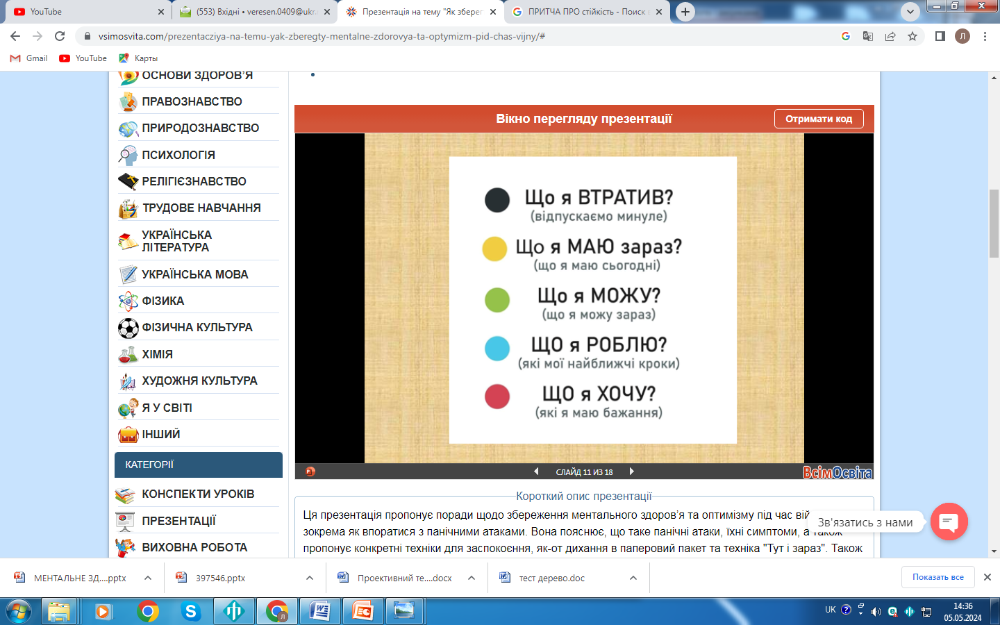 YouTube
(553) Вхідні • veresen.0409@ukr.
Презентація на тему "Як зберег
ПРИТЧА ПРО стійкість - Поиск
vsimosvita.com/prezentacziya-na-temu-yak-zberegty-mentalne-zdorovya-ta-optymizm-pid-chas-vijny/#
Л
Gmail
YouTube
Карты
ОСНОВИ ЗДОРОВ’Я
ПРАВОЗНАВСТВО
ПРИРОДОЗНАВСТВО
ПСИХОЛОГІЯ
РЕЛІГІЄЗНАВСТВО
ТРУДОВЕ НАВЧАННЯ
УКРАЇНСЬКА
ЛІТЕРАТУРА
УКРАЇНСЬКА МОВА
ФІЗИКА
ФІЗИЧНА КУЛЬТУРА
ХІМІЯ
ХУДОЖНЯ КУЛЬТУРА
Я У СВІТІ
ІНШИЙ
КАТЕГОРІЇ
КОНСПЕКТИ УРОКІВ
ПРЕЗЕНТАЦІЇ
ВИХОВНА РОБОТА
Вікно перегляду презентації
Отримати код
Що я ВТРАТИВ?
(відпускаємо минуле)
Що я МАЮ зараз?
(що я маю сьогодні)
Що я МОЖУ?
(що я можу зараз)
ЩО я РОБЛЮ?
(які мої найближчі кроки)
ЩО я ХОЧУ?
(які я маю бажання)
СЛАЙД 11 ИЗ 18
ВсімОсвіта
Короткий опис презентації
Ця презентація пропонує поради щодо збереження ментального здоров’я та оптимізму під час вій
зокрема як впоратися з панічними атаками. Вона пояснює, що таке панічні атаки, їхні симптоми, а також
пропонує конкретні техніки для заспокоєння, як-от дихання в паперовий пакет та техніка "Тут і зараз". Також
Зв'язатись з нами
МЕНТАЛЬНЕ ЗД....pptx
397546.pptx
Проективний те....docx
тест дерево.doc
Показать все
UK
14:36
05.05.2024